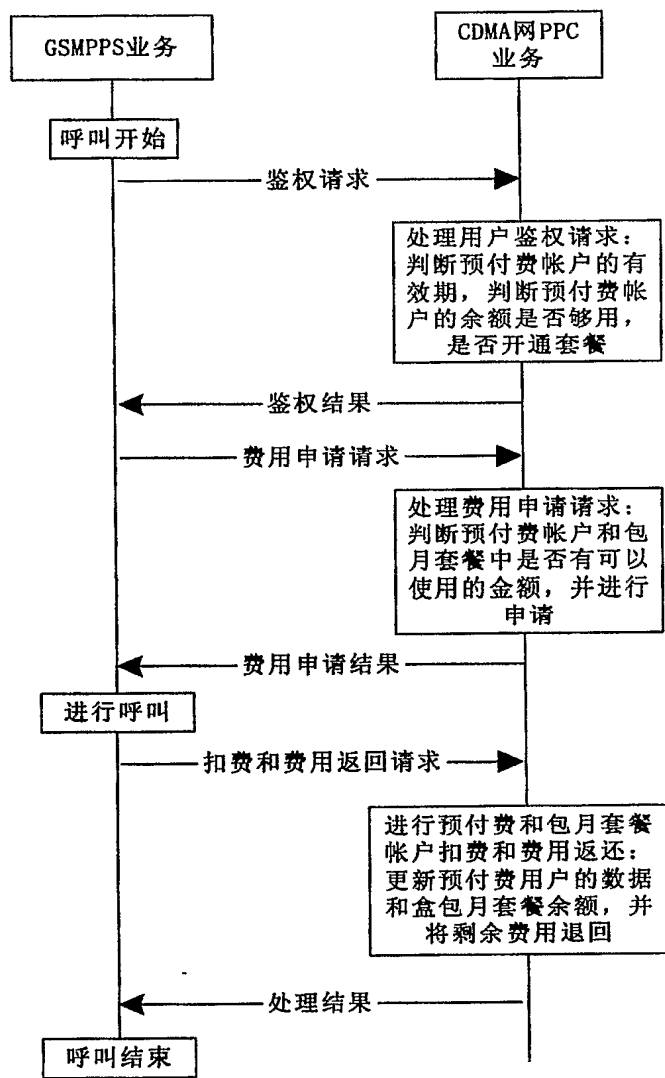 GSMPPS业务
CDMA网PPC
业务
呼叫开始
鉴权请求
处理用户鉴权请求：
判断预付费帐户的有
效期，判断预付费帐
户的余额是否够用，
是否开通套餐
鉴权结果
费用申请请求
处理费用申请请求：
判断预付费帐户和包
月套餐中是否有可以
使用的金额，并进行
申请
费用申请结果
进行呼叫
扣费和费用返回请求
进行预付费和包月套餐
帐户扣费和费用返还：
更新预付费用户的数据
和盒包月套餐余额，并
将剩余费用退回
处理结果
呼叫结束